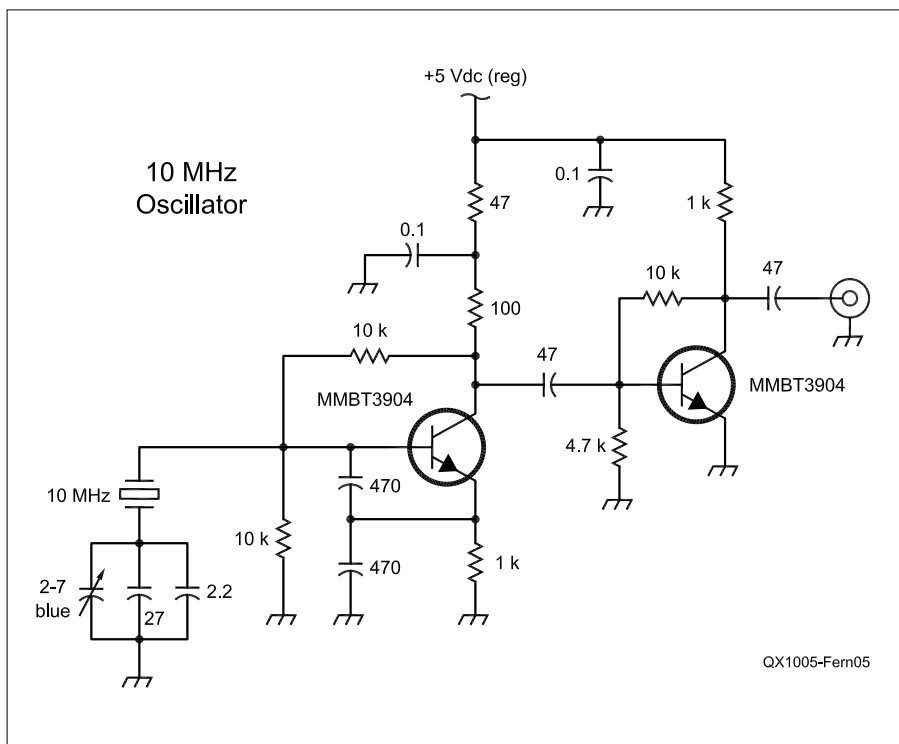 +5 Vdc (reg)
10 MHz
Oscillator
47
0.1
1 k
0.1
100
10 k
47
10 k
47
MMBT3904
MMBT3904
4.7 k
10 MHz
470
10 k
470
1 k
2-7
blue
27
2.2
QX1005-Fern05